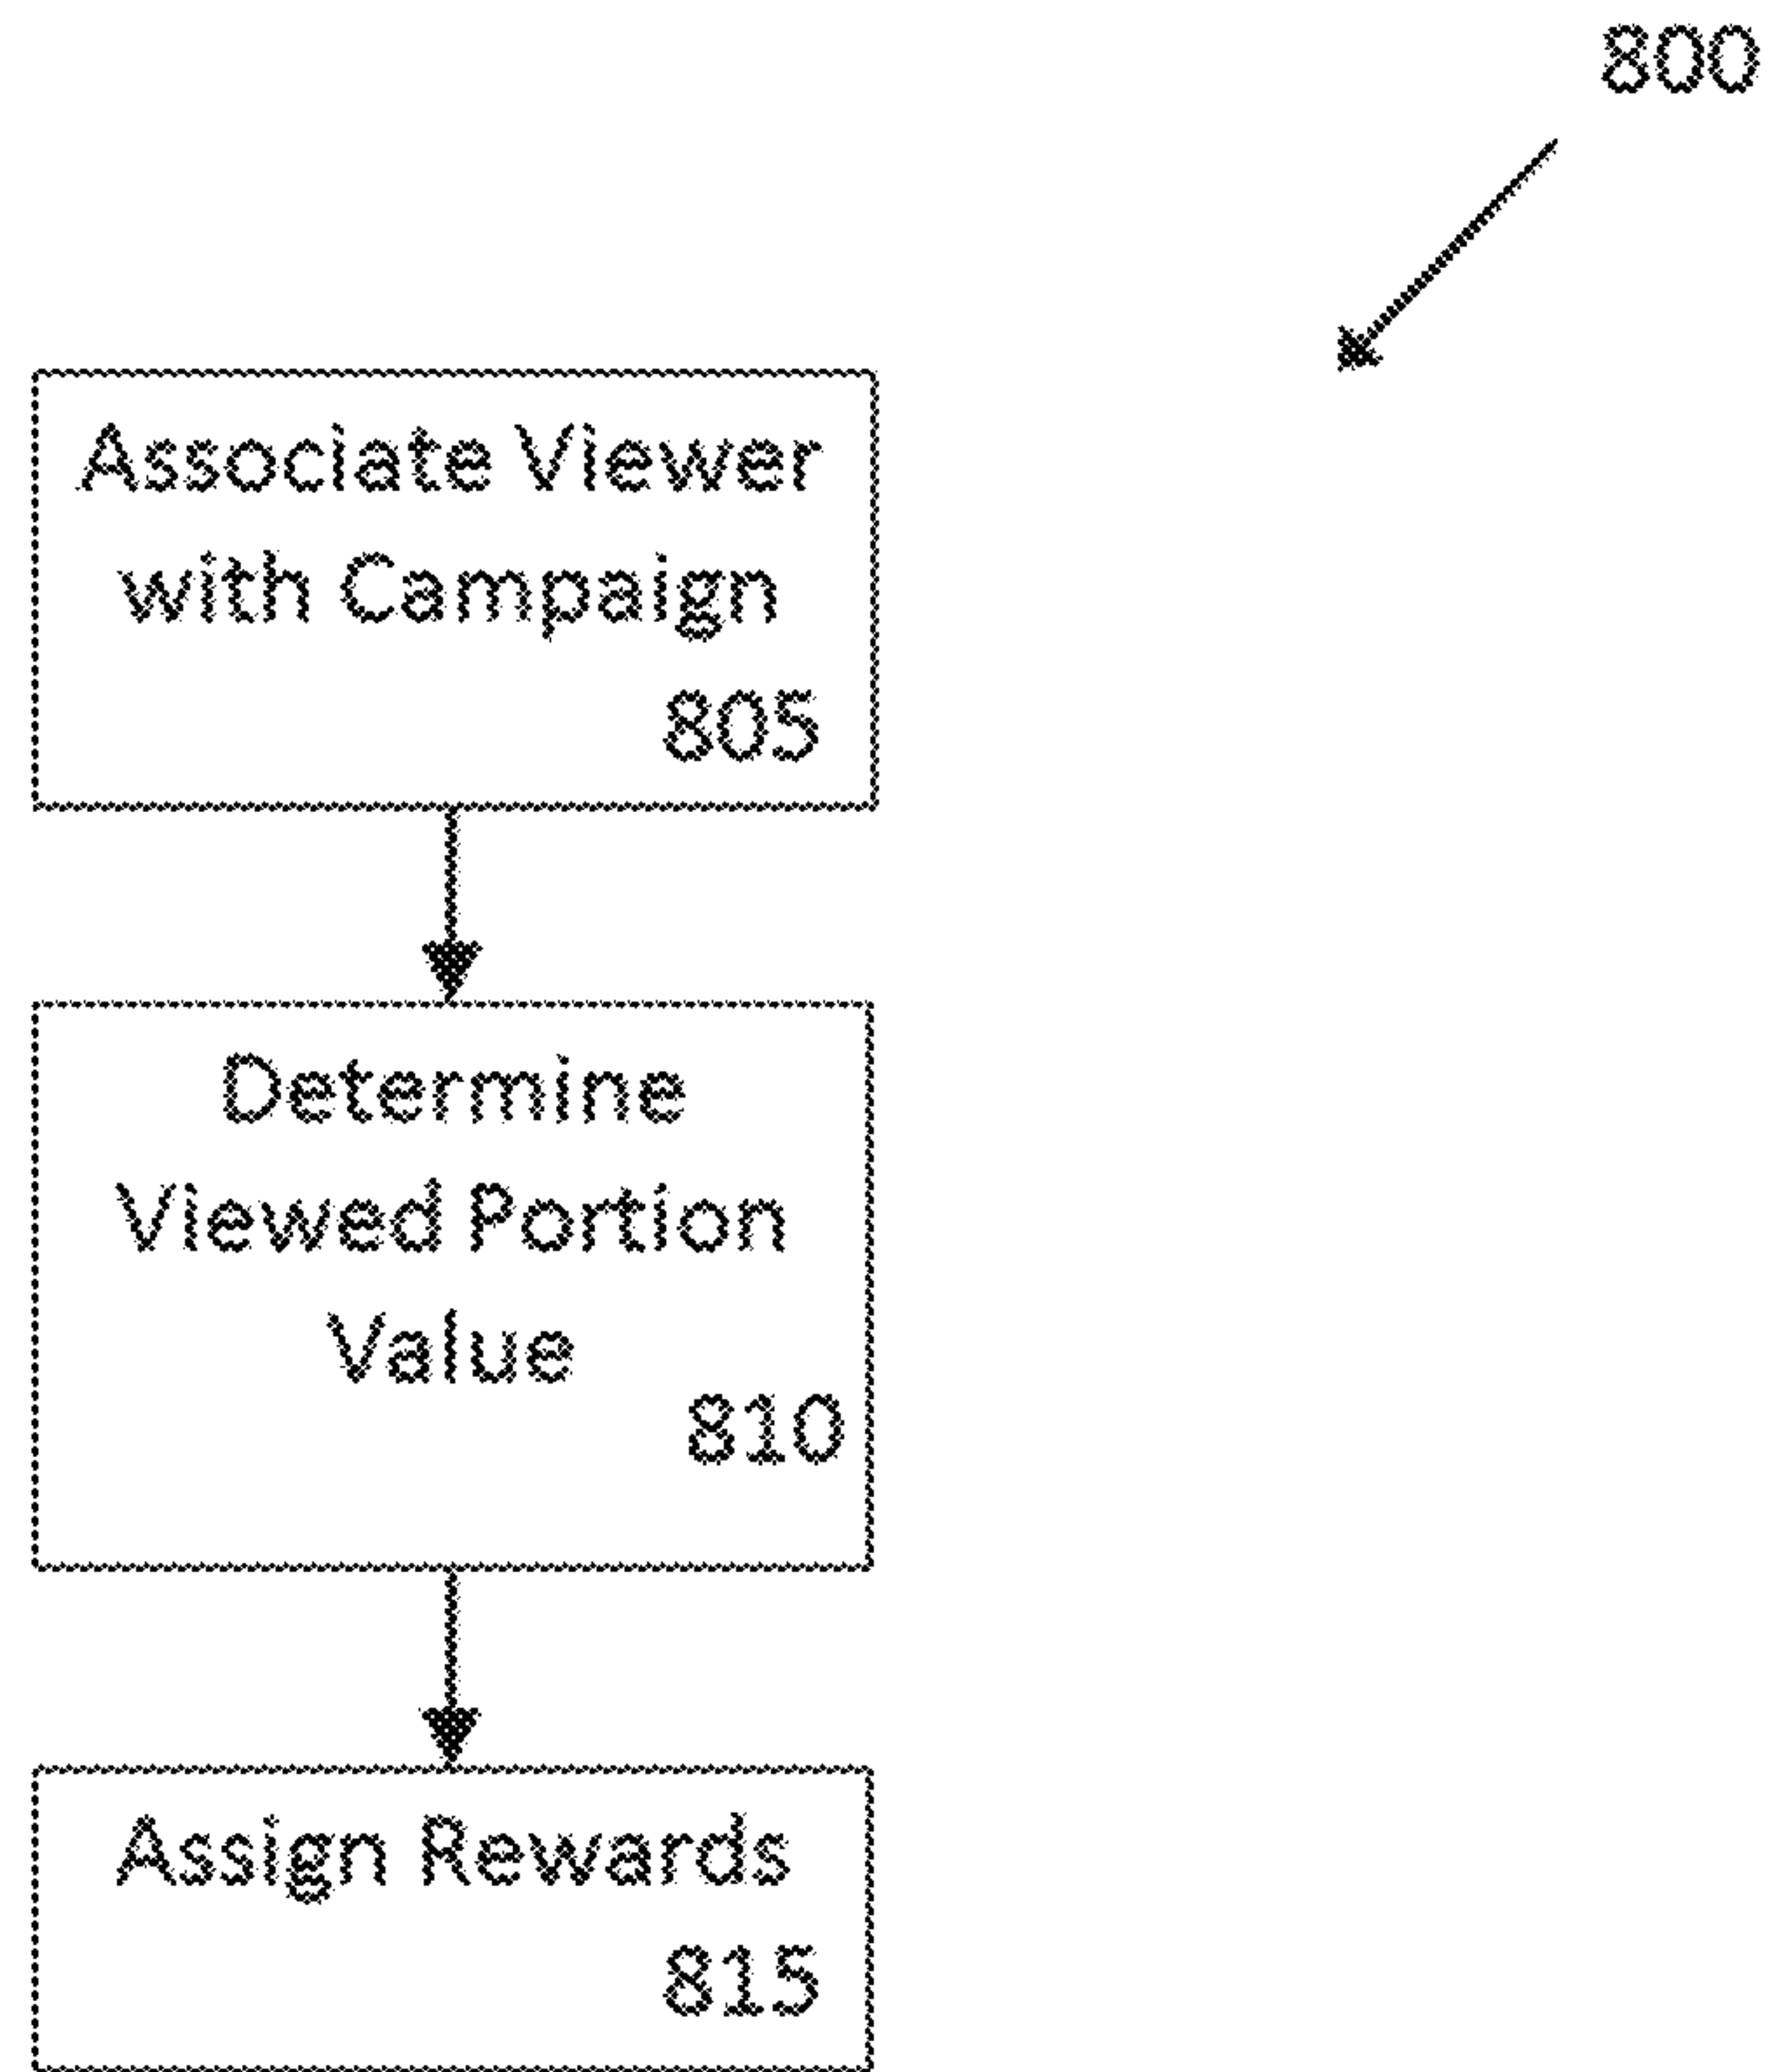 800
Associate Viewer
with Campaign
805
Determine
Viewed Portion
Value
810
Assign Rewards
815